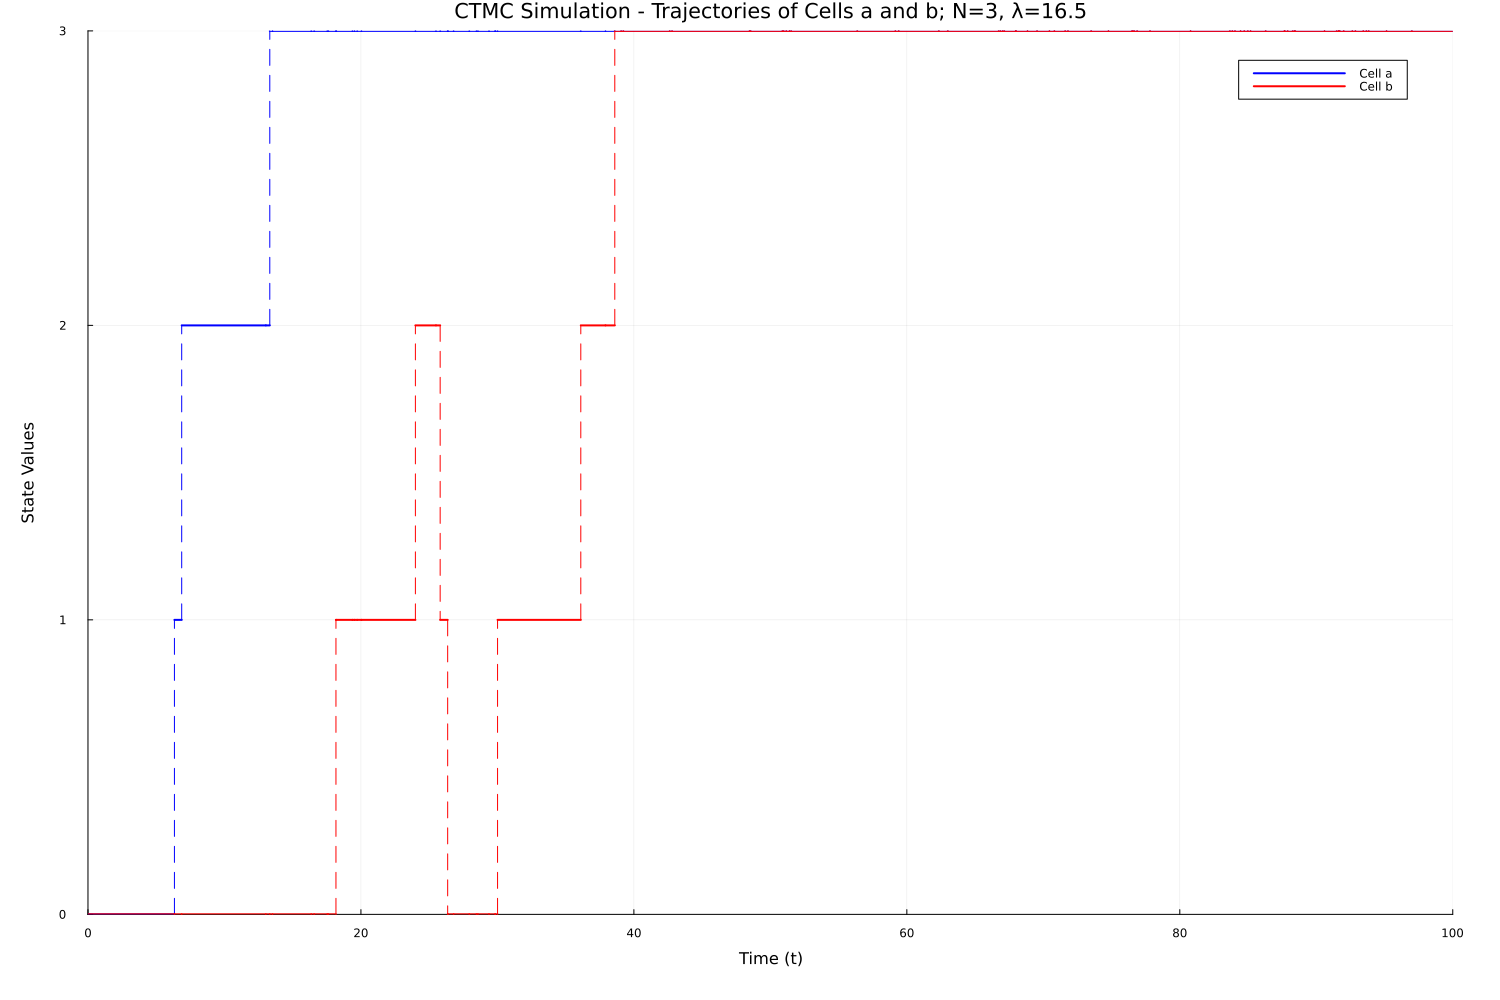 CTMC Simulation - Trajectories of Cells a and b; N=3, λ=16.5
3
Cell a
Cell b
2
State Values
1
0
0 20 40 60 80 100
Time (t)